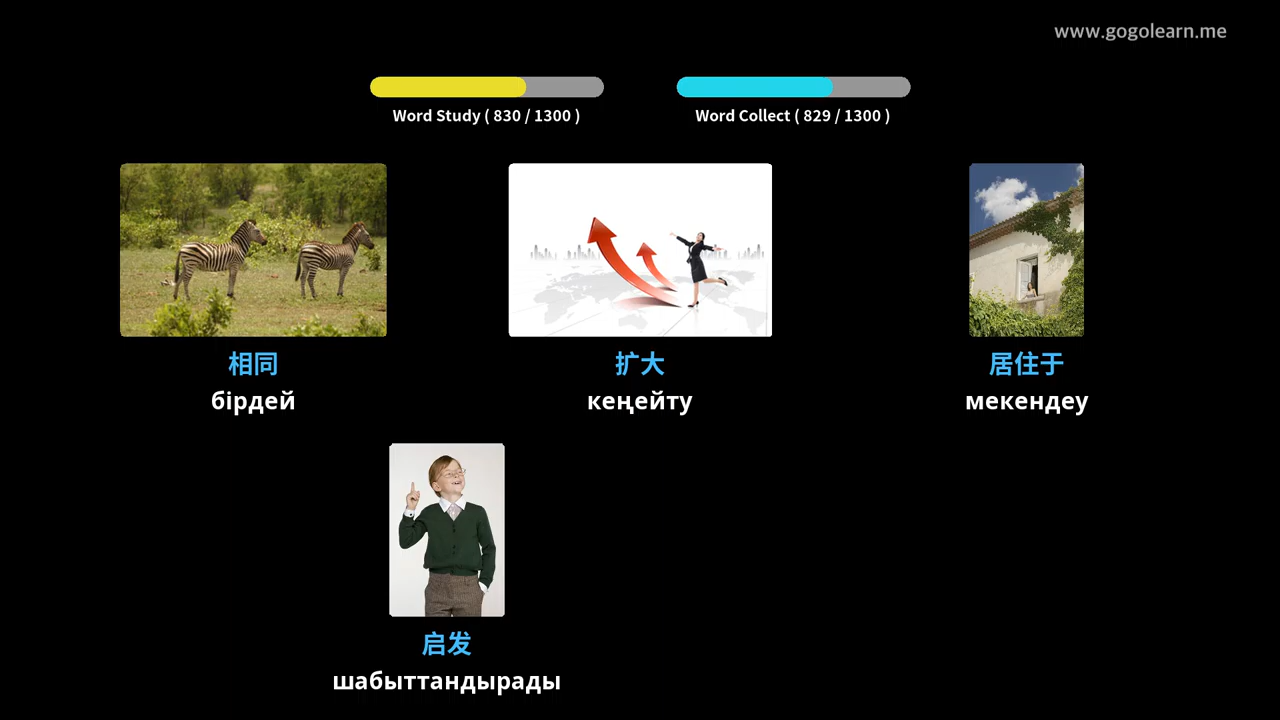 www.gogolearn.me
Word Study ( 830 / 1300 )
Word Collect ( 829 / 1300 )
相同
бірдей
扩大
кеңейту
居住于
мекендеу
启发
шабыттандырады